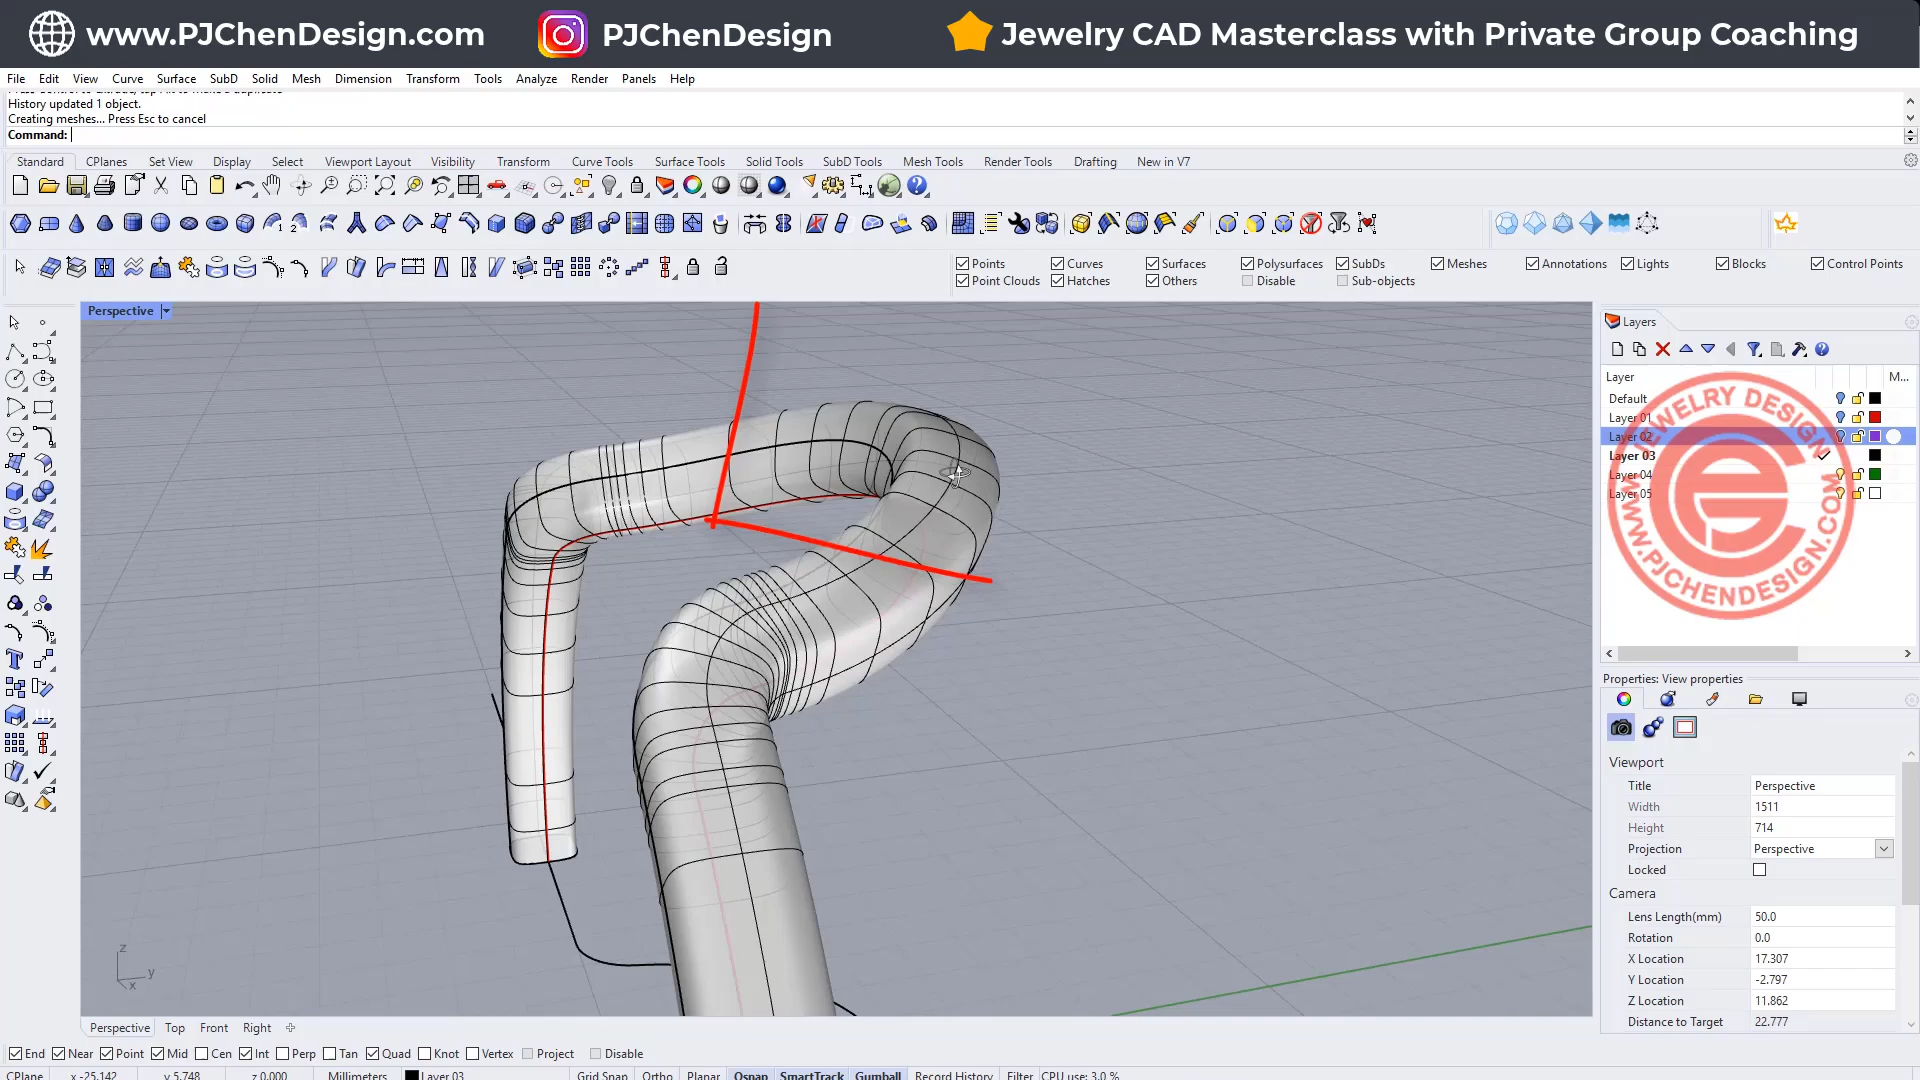 www.PJChenDesign.com PJChenDesign Jewelry CAD Masterclass with Private Group Coaching
File Edit View Curve Surface SubD Solid Mesh Dimension Transform Tools Analyze Render Panels Help
History updated 1 object.
Creating meshes... Press Esc to cancel
Command:
Standard CPlanes Set View Display Select Viewport Layout Visibility Transform Curve Tools Surface Tools Solid Tools SubD Tools Mesh Tools Render Tools Drafting New in V7
Points Curves Surfaces Polysurfaces SubDs Meshes Annotations Lights Blocks Control Points
Point Clouds Hatches Others Disable Sub-objects
Perspective
Layers
Layer M...
Default
Layer 01
Layer 02
Layer 03
Layer 04
Layer 05
JEWELRY DESIGN
WWW.PJCHENDESIGN.COM
Properties: View properties
Viewport
Title Perspective
Width 1511
Height 714
Projection Perspective
Locked
Camera
Lens Length(mm) 50.0
Rotation 0.0
X Location 17.307
Y Location -2.797
Z Location 11.862
Distance to Target 22.777
z
y
x
Perspective Top Front Right
End Near Point Mid Cen Int Perp Tan Quad Knot Vertex Project Disable
CPlane x -25.142 y 5.748 z 0.000 Millimeters Layer 03 Grid Snap Ortho Planar Osnap SmartTrack Gumball Record History Filter CPU use: 3.0 %